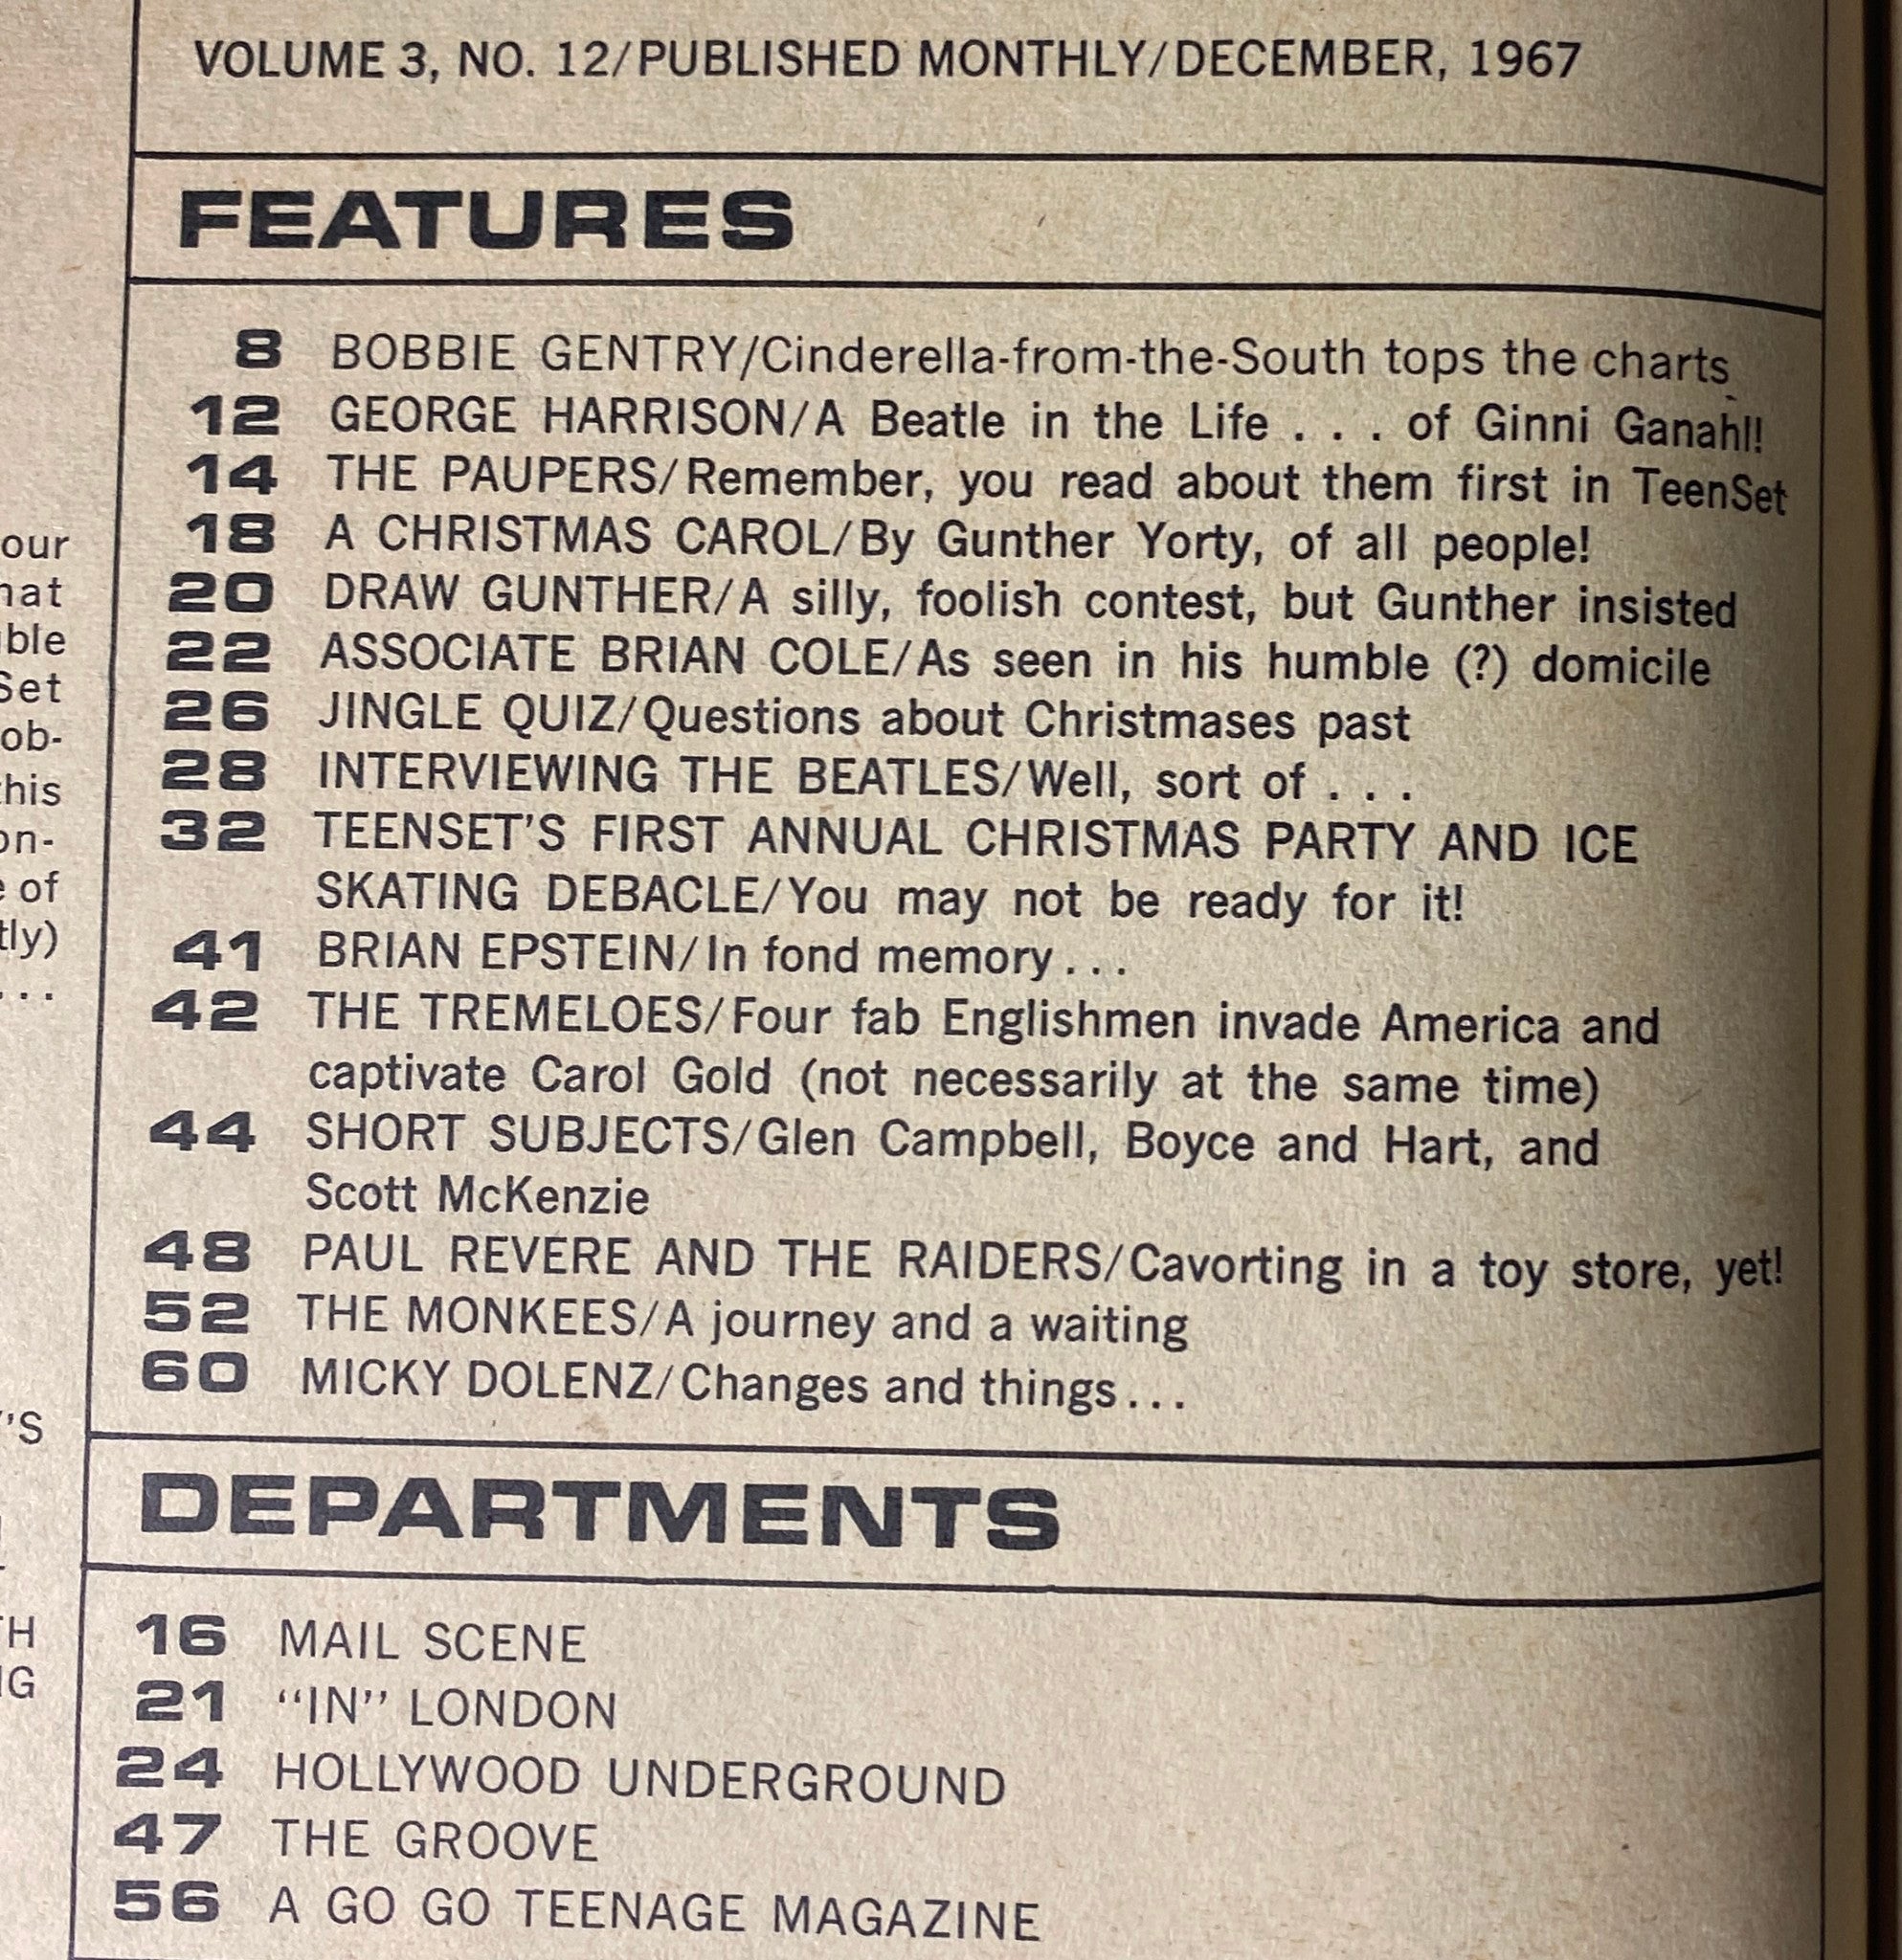 VOLUME 3, NO. 12/PUBLISHED MONTHLY/DECEMBER, 1967
FEATURES
8 BOBBIE GENTRY/Cinderella-from-the-South tops the charts
12 GEORGE HARRISON/A Beatle in the Life . . . of Ginni Ganahl!
14 THE PAUPERS/Remember, you read about them first in TeenSet
18 A CHRISTMAS CAROL/By Gunther Yorty, of all people!
20 DRAW GUNTHER/A silly, foolish contest, but Gunther insisted
22 ASSOCIATE BRIAN COLE/As seen in his humble (?) domicile
26 JINGLE QUIZ/Questions about Christmases past
28 INTERVIEWING THE BEATLES/Well, sort of . . .
32 TEENSET'S FIRST ANNUAL CHRISTMAS PARTY AND ICE
SKATING DEBACLE/You may not be ready for it!
41 BRIAN EPSTEIN/In fond memory . . .
42 THE TREMELOES/Four fab Englishmen invade America and
captivate Carol Gold (not necessarily at the same time)
44 SHORT SUBJECTS/Glen Campbell, Boyce and Hart, and
Scott McKenzie
48 PAUL REVERE AND THE RAIDERS/Cavorting in a toy store, yet!
52 THE MONKEES/A journey and a waiting
60 MICKY DOLENZ/Changes and things . . .
DEPARTMENTS
16 MAIL SCENE
21 "IN" LONDON
24 HOLLYWOOD UNDERGROUND
47 THE GROOVE
56 A GO GO TEENAGE MAGAZINE